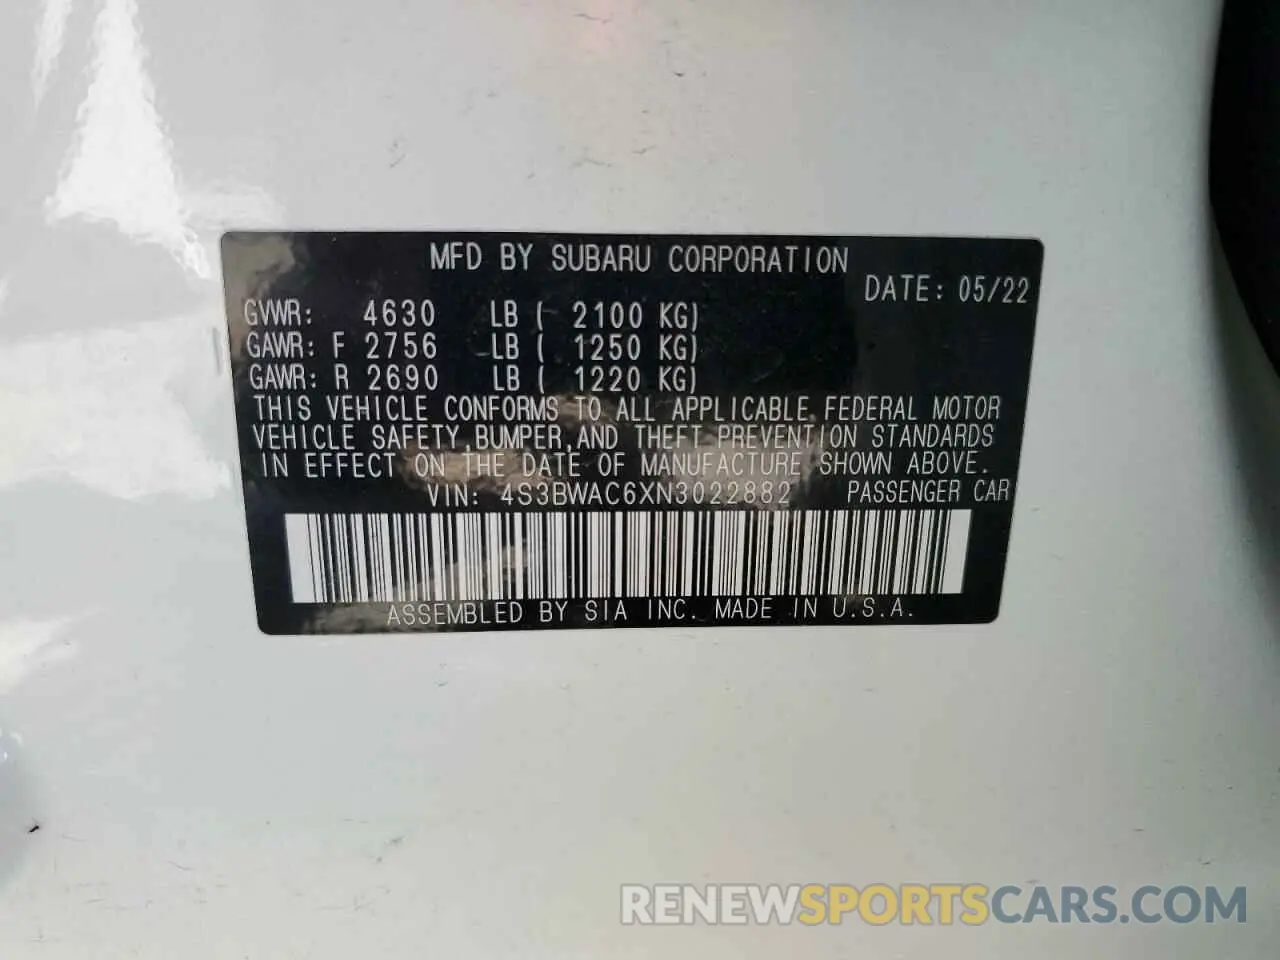 MFD BY SUBARU CORPORATION
DATE: 05/22
GVWR: 4630 LB ( 2100 KG)
GAWR: F 2756 LB ( 1250 KG)
GAWR: R 2690 LB ( 1220 KG)
THIS VEHICLE CONFORMS TO ALL APPLICABLE FEDERAL MOTOR
VEHICLE SAFETY,BUMPER,AND THEFT PREVENTION STANDARDS
IN EFFECT ON THE DATE OF MANUFACTURE SHOWN ABOVE.
VIN: 4S3BWAC6XN3022882 PASSENGER CAR
ASSEMBLED BY SIA INC. MADE IN U.S.A.
RENEWSPORTSCARS.COM